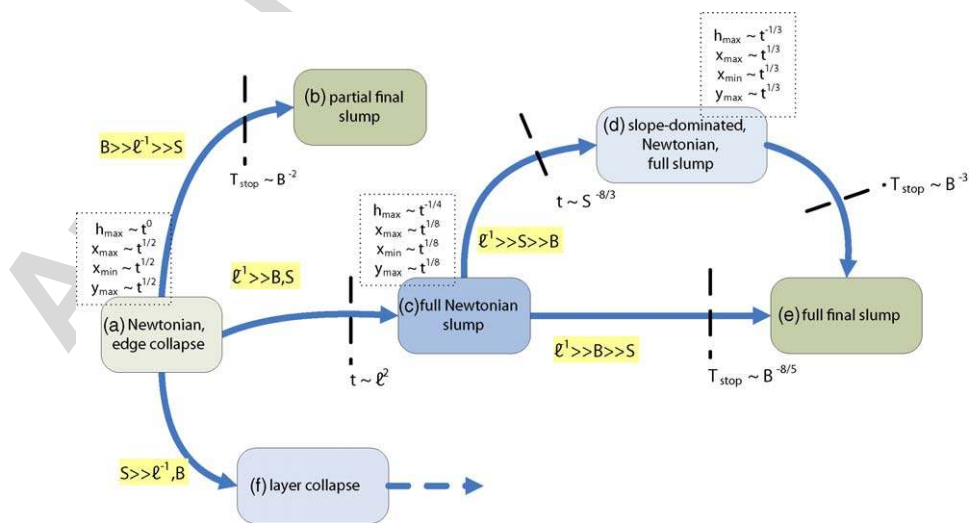 h_max ~ t^-1/3
x_max ~ t^1/3
x_min ~ t^1/3
y_max ~ t^1/3
(b) partial final
slump
(d) slope-dominated,
Newtonian,
full slump
B>>ℓ^-1>>S
T_stop ~ B^-2
t ~ S^-8/3
T_stop ~ B^-3
h_max ~ t^0
x_max ~ t^1/2
x_min ~ t^1/2
y_max ~ t^1/2
h_max ~ t^-1/4
x_max ~ t^1/8
x_min ~ t^1/8
y_max ~ t^1/8
ℓ^1>>S>>B
ℓ^1>>B,S
(a) Newtonian,
edge collapse
(c) full Newtonian
slump
(e) full final slump
ℓ^1>>B>>S
t ~ ℓ^2
T_stop ~ B^-8/5
S>>ℓ^-1,B
(f) layer collapse